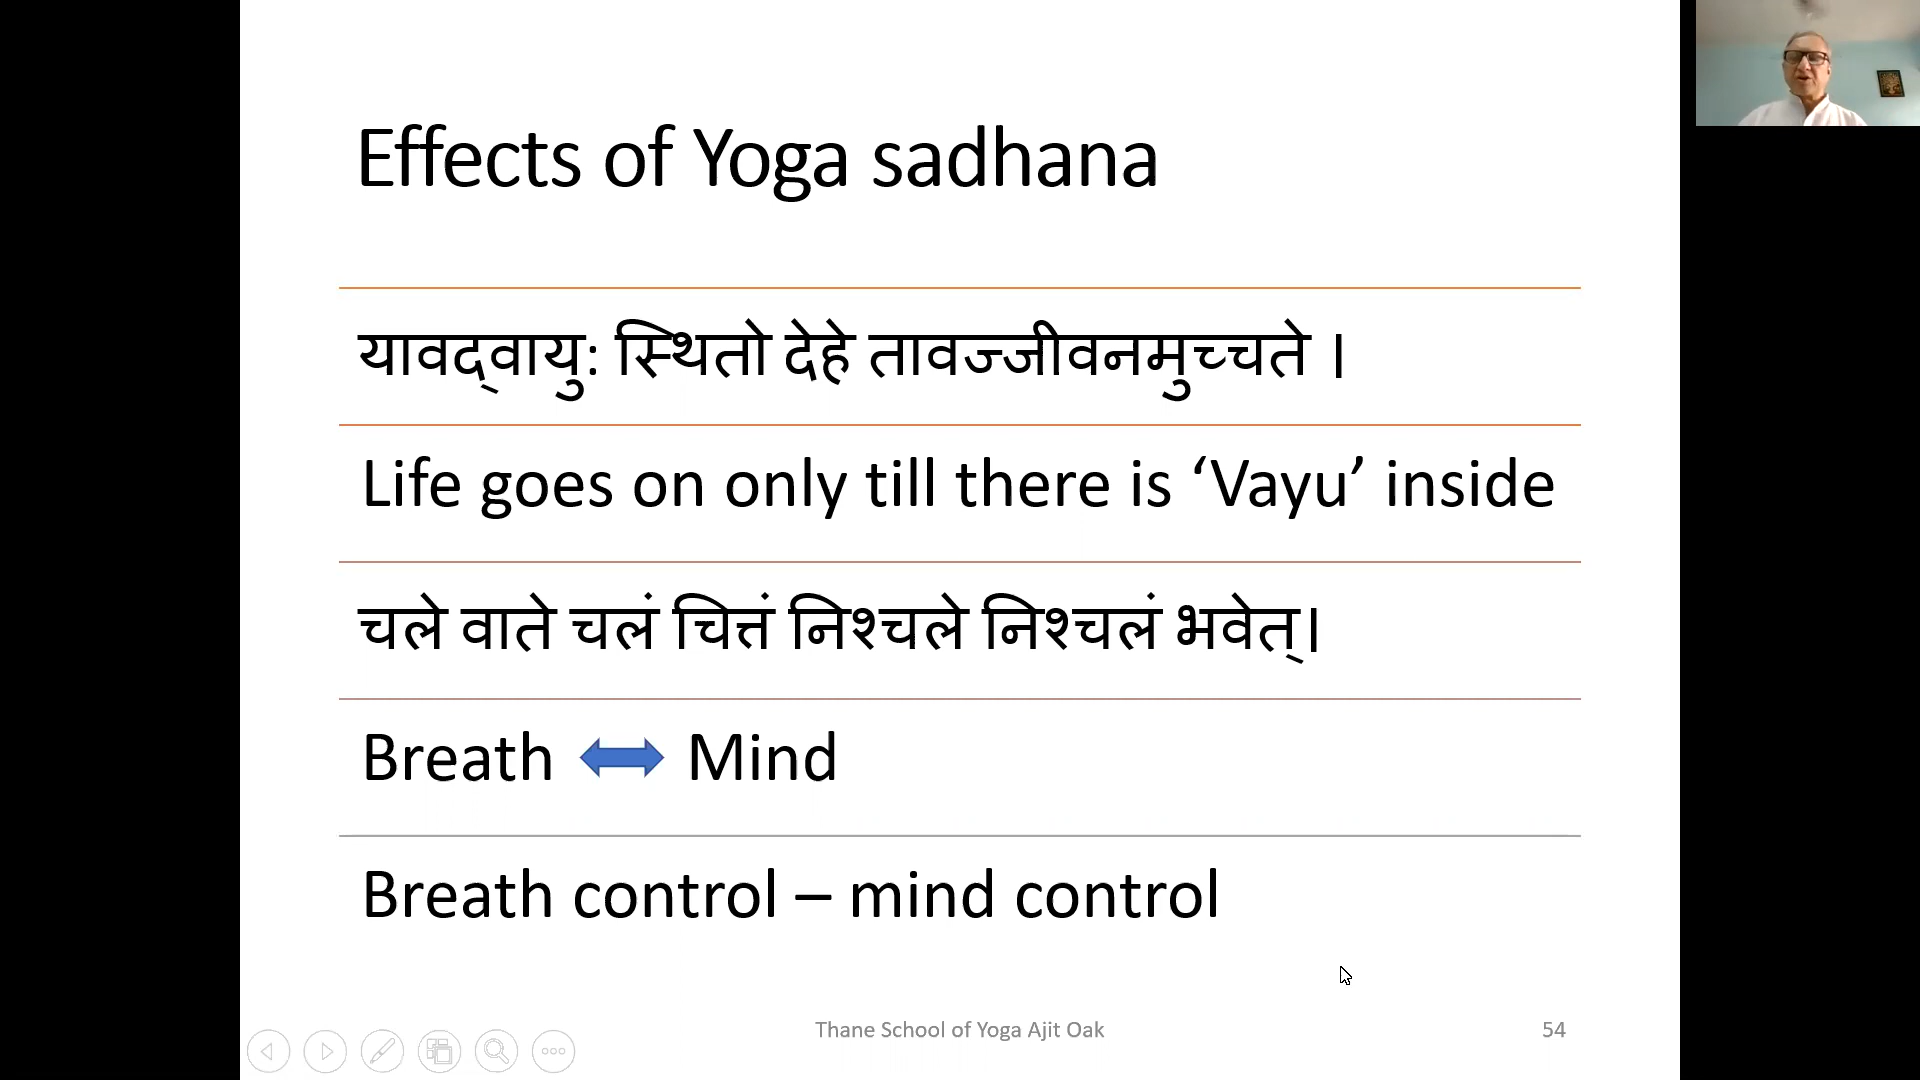 Effects of Yoga sadhana
यावद्‌वायुः स्थितो देहे तावज्जीवनमुच्चते ।
Life goes on only till there is ‘Vayu’ inside
चले वाते चलं चित्तं निश्चले निश्चलं भवेत्।
Breath Mind
Breath control – mind control
Thane School of Yoga Ajit Oak 54